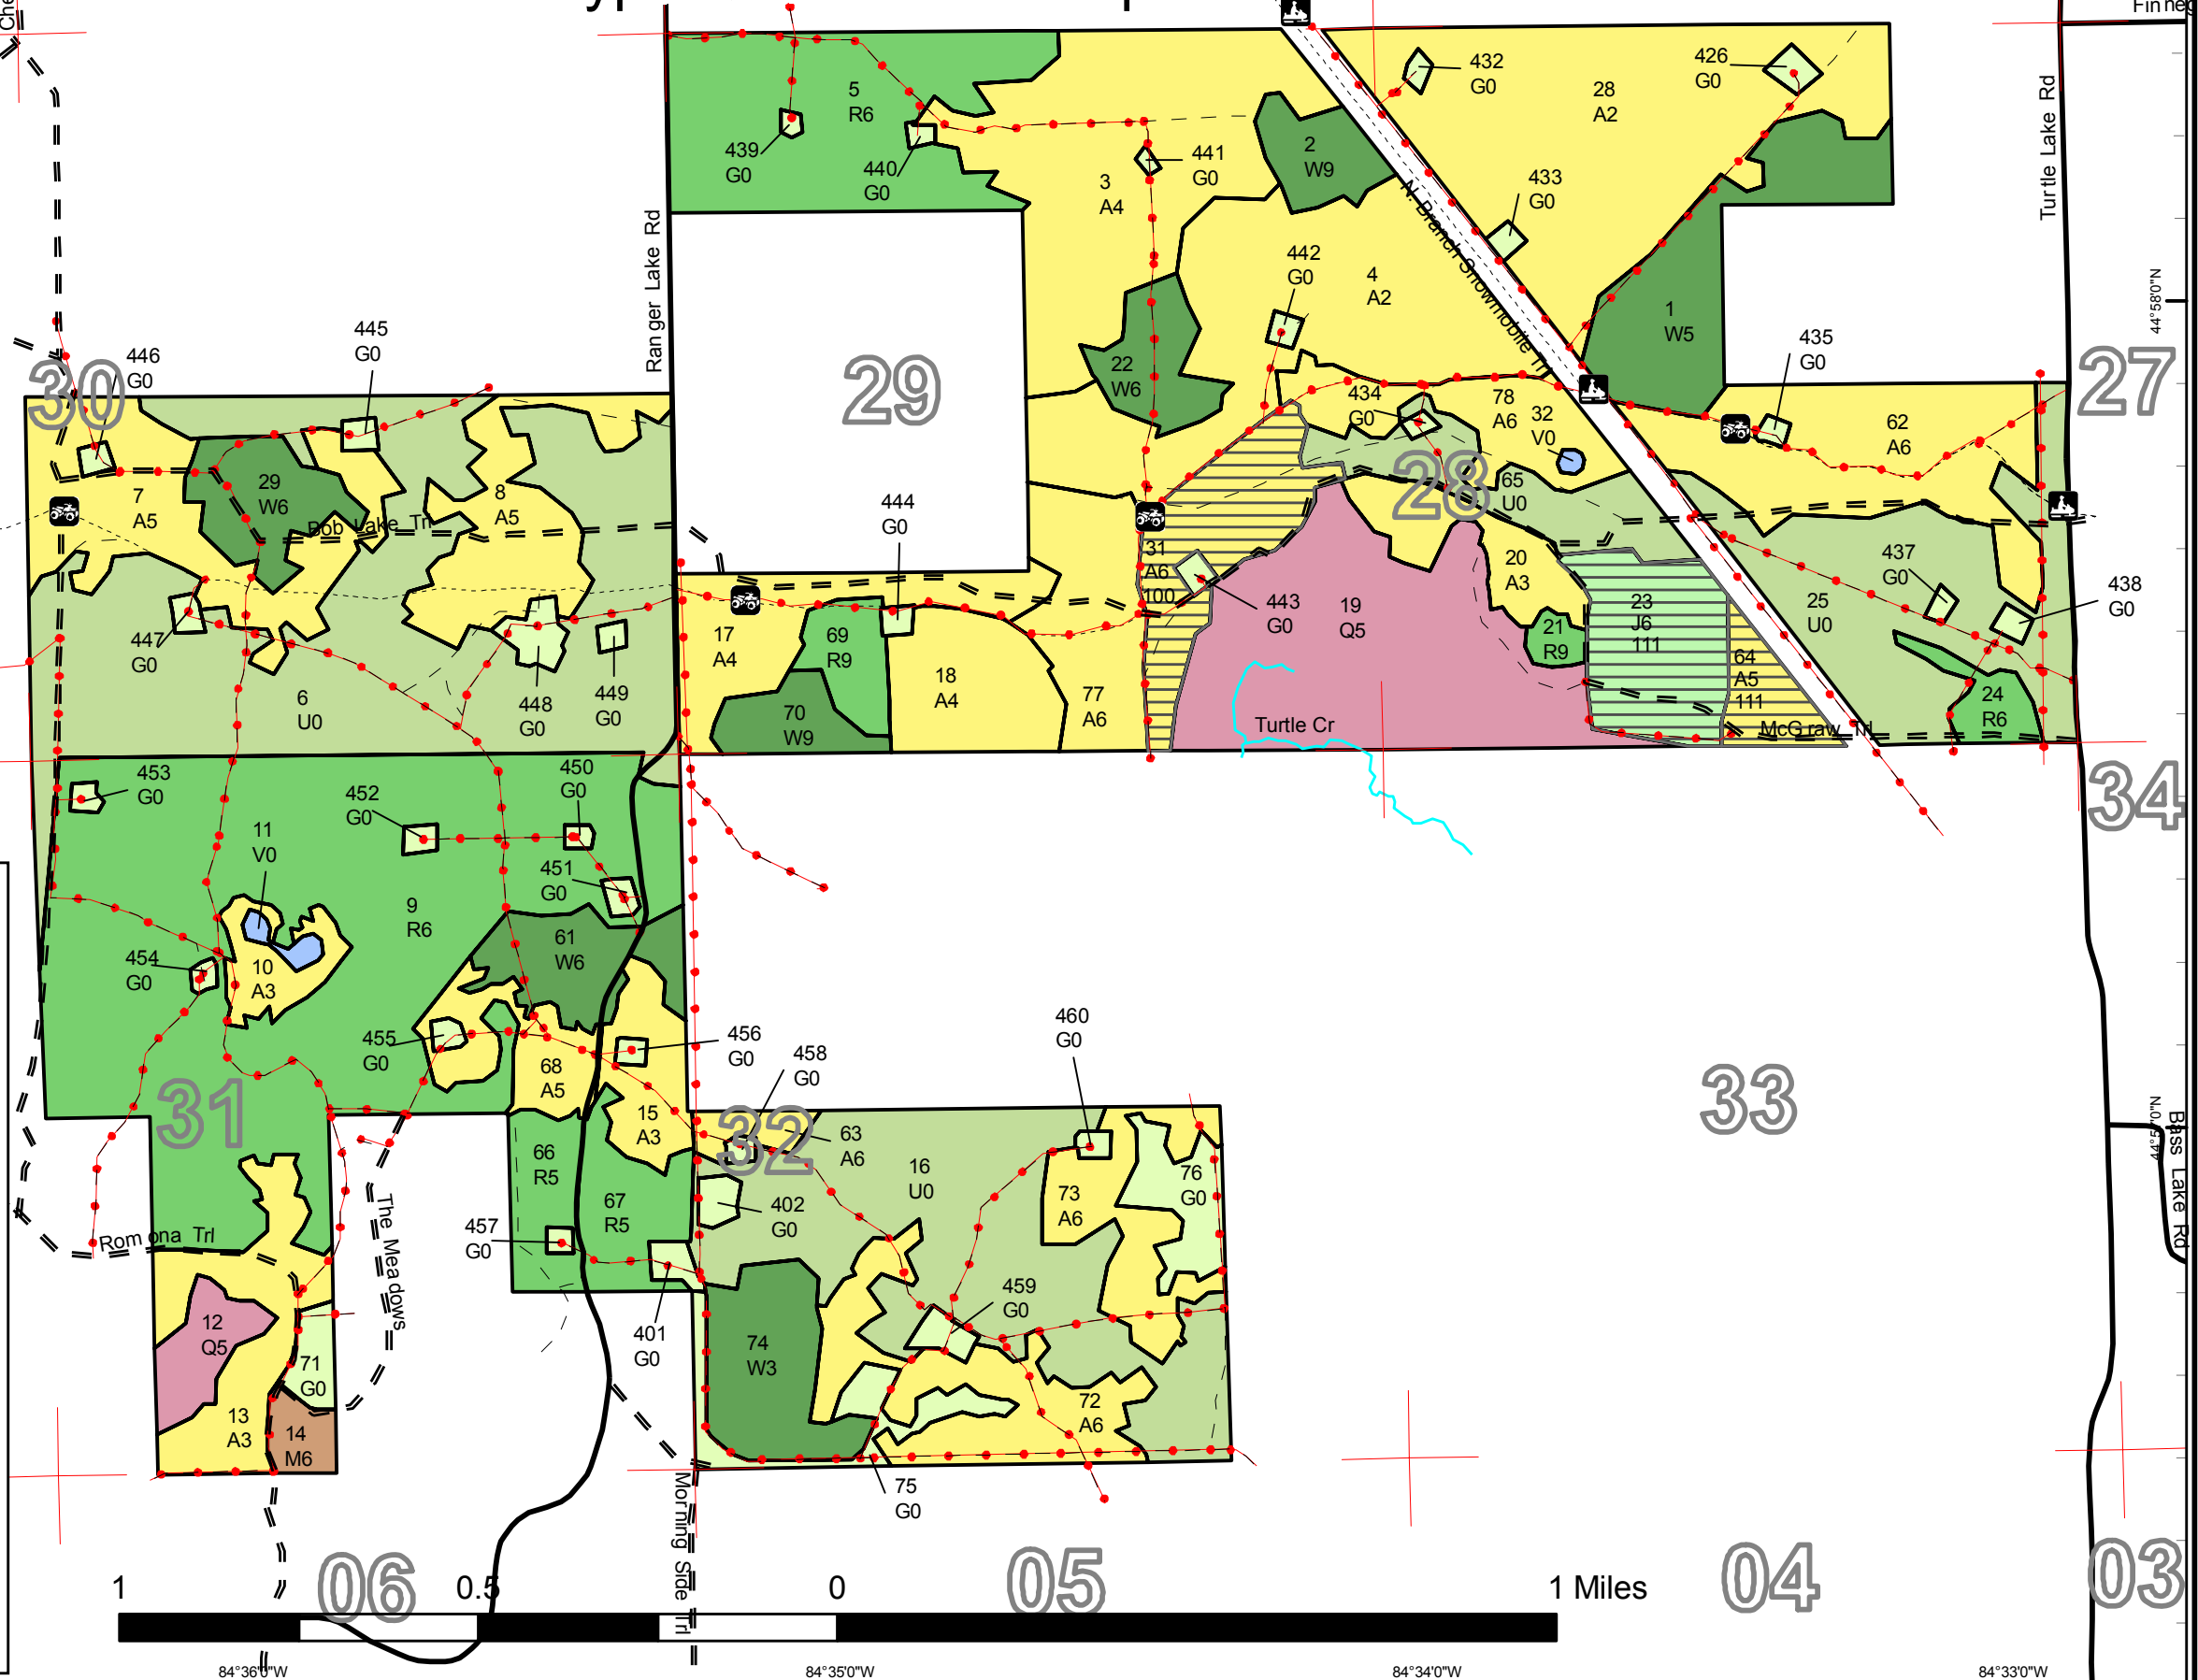 Finneg
Turtle Lake Rd
432
G0
426
G0
28
A2
5
R6
439
G0
440
G0
441
G0
2
W9
3
A4
433
G0
N. Branch Snowmobile Trl
Ranger Lake Rd
442
G0
4
A2
1
W5
44°58'0"N
445
G0
446
G0
30
29
22
W6
434
G0
78
A6
32
V0
435
G0
62
A6
27
28
7
A5
29
W6
8
A5
Bob Lake Trl
444
G0
65
U0
31
A6
100
20
A3
443
G0
19
Q5
23
J6
111
25
U0
437
G0
438
G0
447
G0
6
U0
448
G0
449
G0
17
A4
69
R9
18
A4
77
A6
21
R9
64
A5
111
24
R6
70
W9
Turtle Cr
McGraw Trl
34
453
G0
452
G0
450
G0
11
V0
451
G0
9
R6
454
G0
10
A3
61
W6
455
G0
456
G0
458
G0
460
G0
68
A5
31
15
A3
32
33
63
A6
16
U0
66
R5
67
R5
402
G0
73
A6
76
G0
44°57'0"N
Bass Lake Rd
Romona Trl
The Meadows
457
G0
459
G0
12
Q5
401
G0
74
W3
71
G0
13
A3
14
M6
72
A6
75
G0
Morning Side Trl
06
05
04
03
1 0.5 0 1 Miles
84°36'0"W 84°35'0"W 84°34'0"W 84°33'0"W